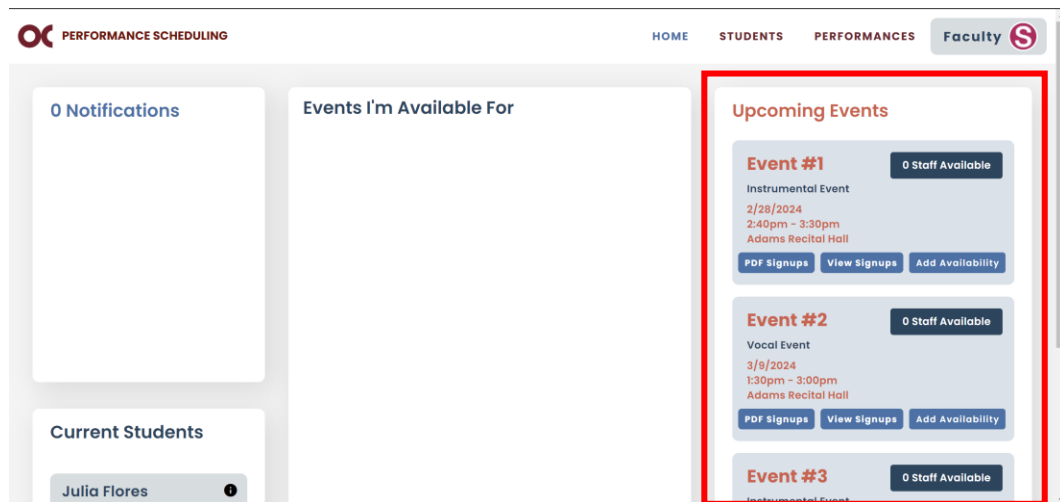 OC PERFORMANCE SCHEDULING
HOME STUDENTS PERFORMANCES Faculty S
0 Notifications
Events I'm Available For
Upcoming Events
Event #1
0 Staff Available
Instrumental Event
2/28/2024
2:40pm - 3:30pm
Adams Recital Hall
PDF Signups View Signups Add Availability
Event #2
0 Staff Available
Vocal Event
3/9/2024
1:30pm - 3:00pm
Adams Recital Hall
PDF Signups View Signups Add Availability
Event #3
0 Staff Available
Instrumental Event
Current Students
Julia Flores